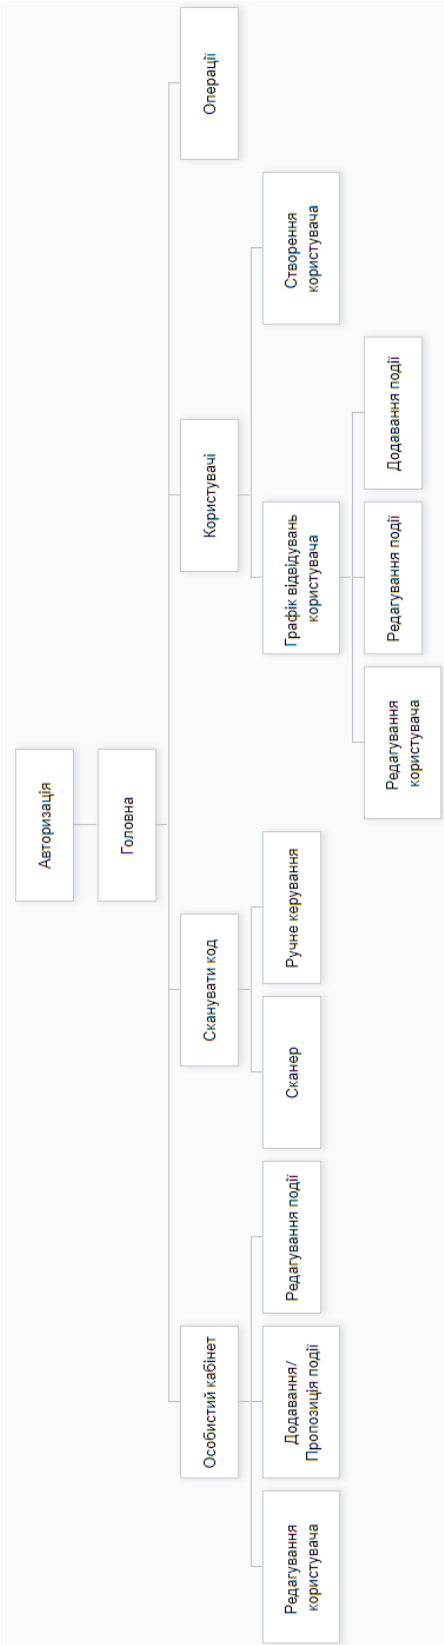 Авторизація
Головна
Особистий кабінет
Сканувати код
Користувачі
Операції
Редагування
користувача
Додавання/
Пропозиція події
Редагування події
Сканер
Ручне керування
Графік відвідувань
користувача
Створення
користувача
Редагування
користувача
Редагування події
Додавання події